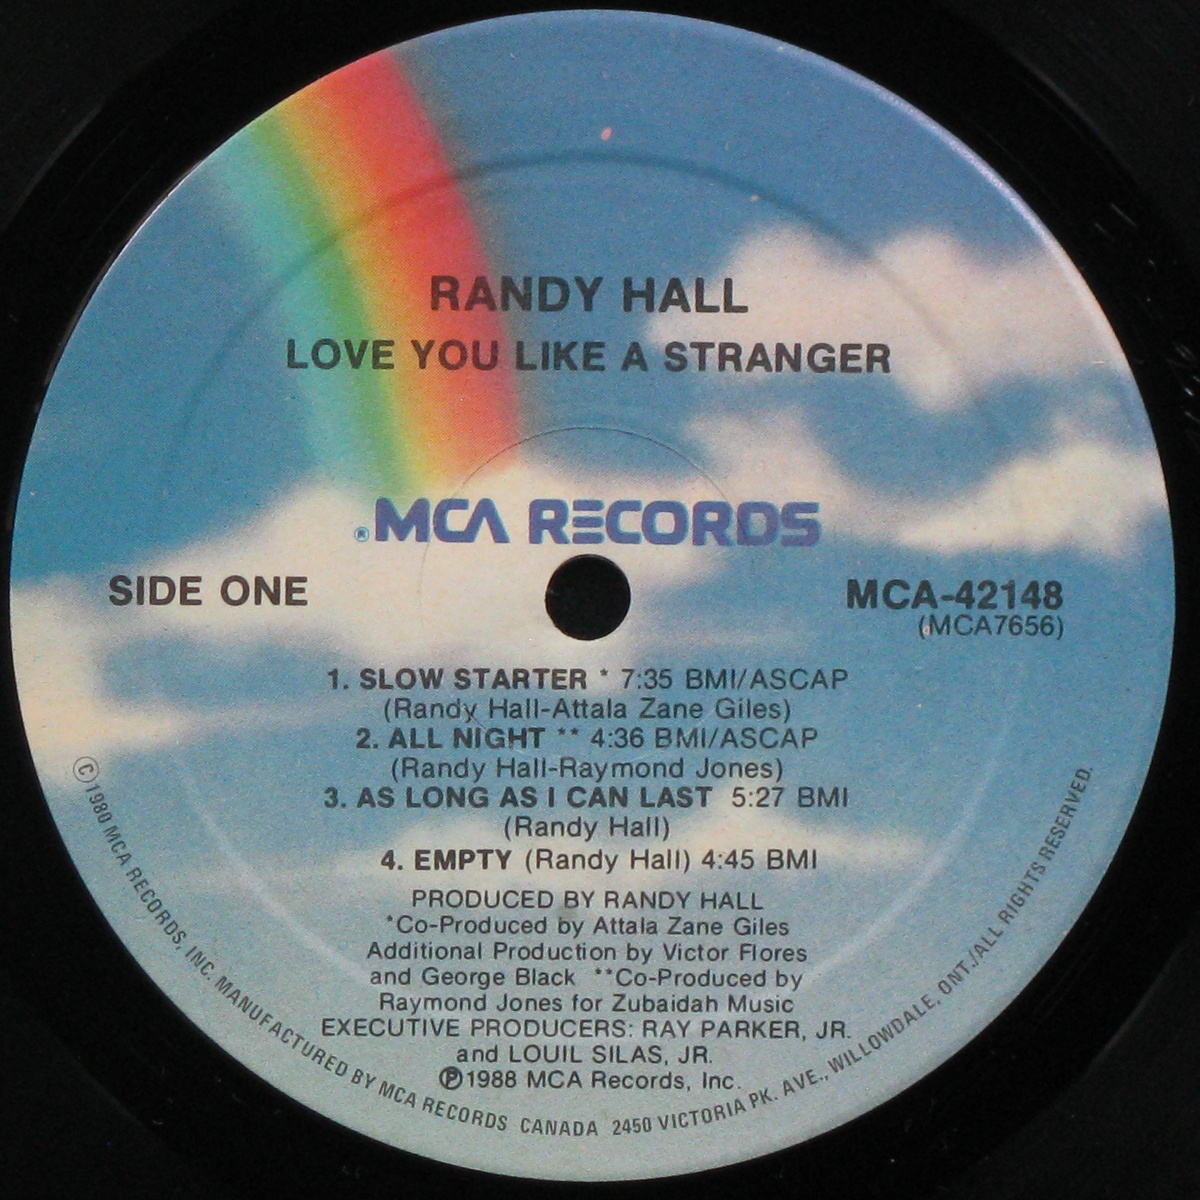 RANDY HALL
LOVE YOU LIKE A STRANGER
® MCA RECORDS
SIDE ONE
MCA-42148
(MCA7656)
1. SLOW STARTER * 7:35 BMI/ASCAP
(Randy Hall-Attala Zane Giles)
2. ALL NIGHT ** 4:36 BMI/ASCAP
(Randy Hall-Raymond Jones)
3. AS LONG AS I CAN LAST 5:27 BMI
(Randy Hall)
4. EMPTY (Randy Hall) 4:45 BMI
PRODUCED BY RANDY HALL
*Co-Produced by Attala Zane Giles
Additional Production by Victor Flores
and George Black **Co-Produced by
Raymond Jones for Zubaidah Music
EXECUTIVE PRODUCERS: RAY PARKER, JR.
and LOUIL SILAS, JR.
℗1988 MCA Records, Inc.
©1980 MCA RECORDS, INC. MANUFACTURED BY MCA RECORDS CANADA 2450 VICTORIA PK. AVE., WILLOWDALE, ONT./ALL RIGHTS RESERVED.